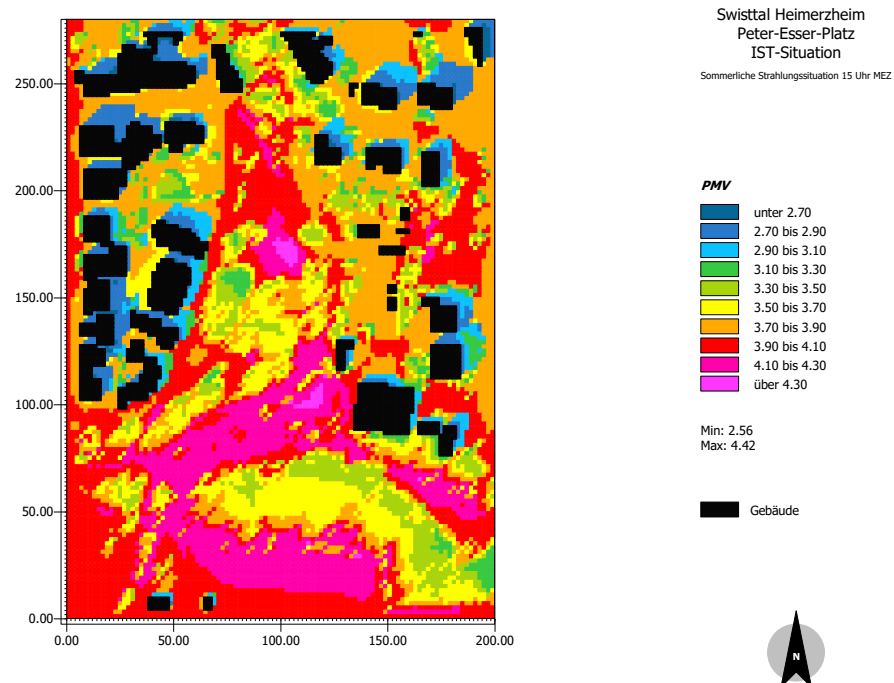 Swisttal Heimerzheim
Peter-Esser-Platz
IST-Situation
Sommerliche Strahlungssituation 15 Uhr MEZ
250.00
200.00
150.00
100.00
50.00
0.00
0.00 50.00 100.00 150.00 200.00
PMV
unter 2.70
2.70 bis 2.90
2.90 bis 3.10
3.10 bis 3.30
3.30 bis 3.50
3.50 bis 3.70
3.70 bis 3.90
3.90 bis 4.10
4.10 bis 4.30
über 4.30
Min: 2.56
Max: 4.42
Gebäude
N